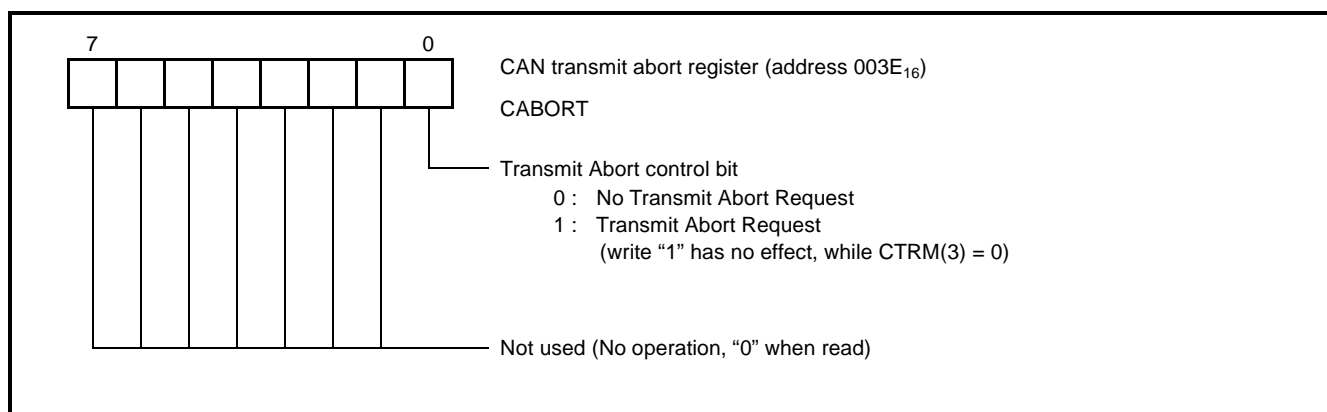 7 0
CAN transmit abort register (address 003E₁₆)
CABORT
Transmit Abort control bit
0 : No Transmit Abort Request
1 : Transmit Abort Request
(write “1” has no effect, while CTRM(3) = 0)
Not used (No operation, “0” when read)